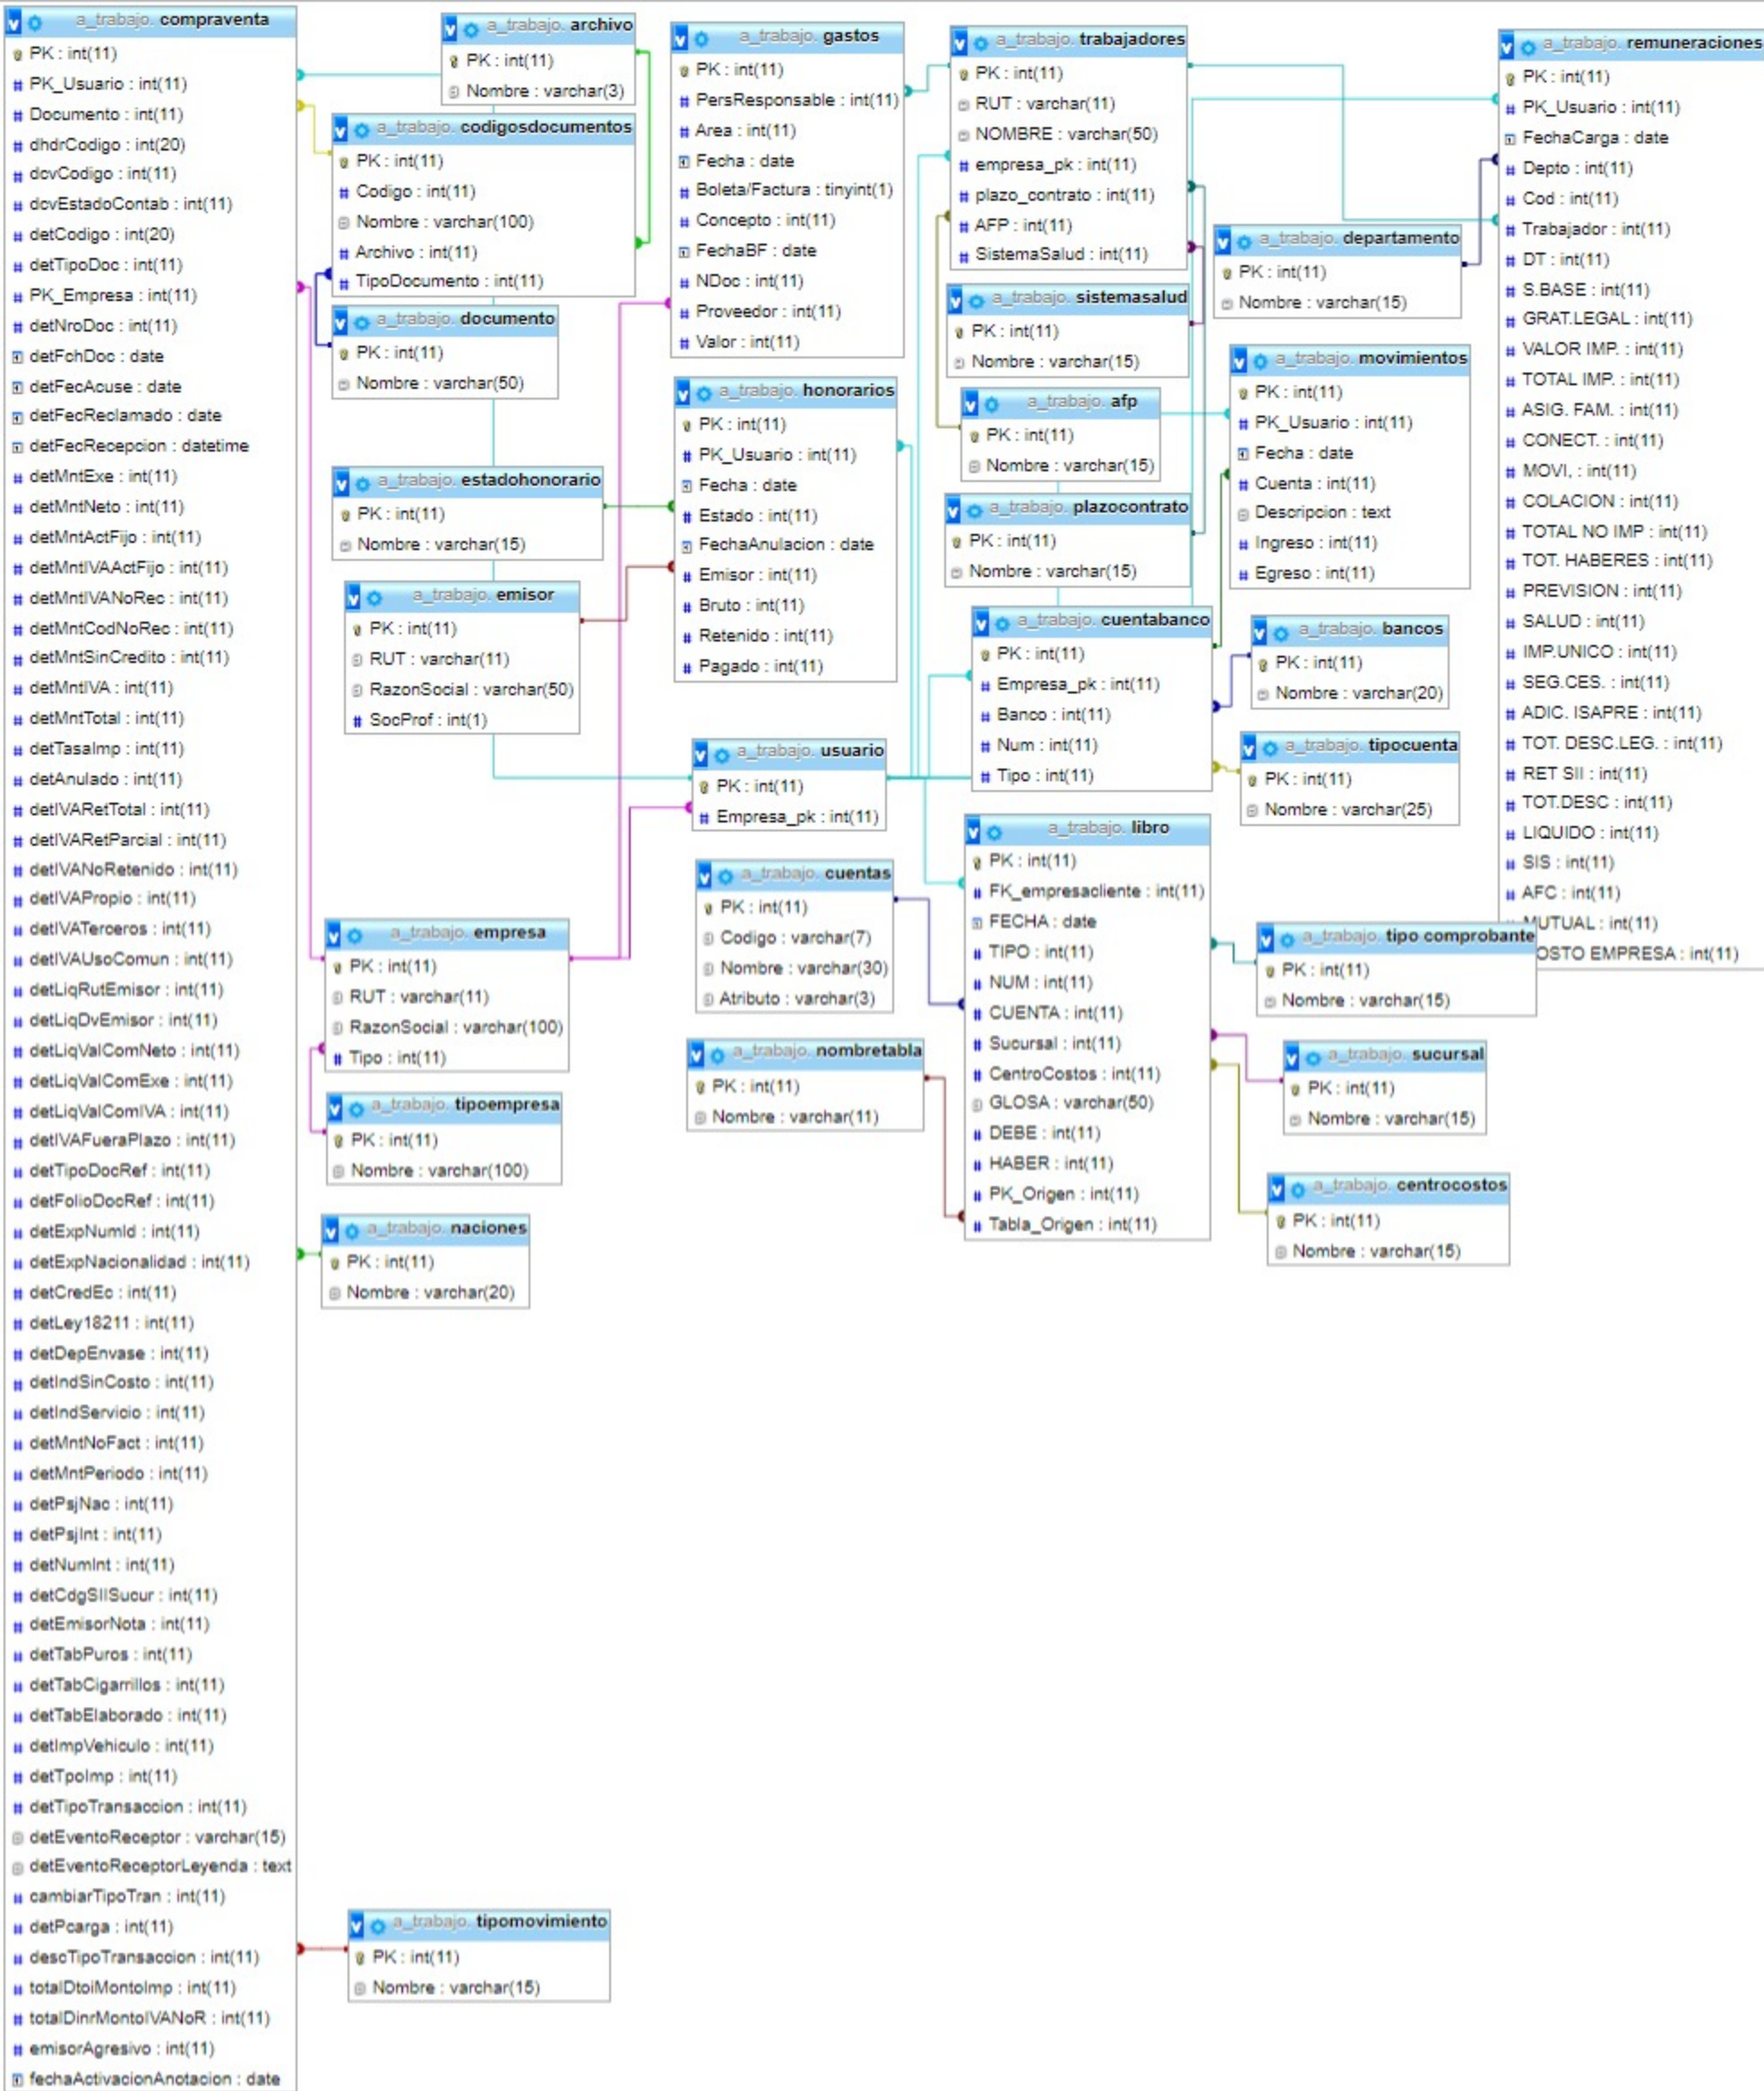 a_trabajo. compraventa
PK : int(11)
PK_Usuario : int(11)
Documento : int(11)
dhdrCodigo : int(20)
dcvCodigo : int(11)
dcvEstadoContab : int(11)
detCodigo : int(20)
detTipoDoc : int(11)
PK_Empresa : int(11)
detNroDoc : int(11)
detFchDoc : date
detFecAcuse : date
detFecReclamado : date
detFecRecepcion : datetime
detMntExe : int(11)
detMntNeto : int(11)
detMntActFijo : int(11)
detMntIVAActFijo : int(11)
detMntIVANoRec : int(11)
detMntCodNoRec : int(11)
detMntSinCredito : int(11)
detMntIVA : int(11)
detMntTotal : int(11)
detTasaImp : int(11)
detAnulado : int(11)
detIVARetTotal : int(11)
detIVARetParcial : int(11)
detIVANoRetenido : int(11)
detIVAPropio : int(11)
detIVATerceros : int(11)
detIVAUsoComun : int(11)
detLiqRutEmisor : int(11)
detLiqDvEmisor : int(11)
detLiqValComNeto : int(11)
detLiqValComExe : int(11)
detLiqValComIVA : int(11)
detIVAFueraPlazo : int(11)
detTipoDocRef : int(11)
detFolioDocRef : int(11)
detExpNumId : int(11)
detExpNacionalidad : int(11)
detCredEc : int(11)
detLey18211 : int(11)
detDepEnvase : int(11)
detIndSinCosto : int(11)
detIndServicio : int(11)
detMntNoFact : int(11)
detMntPeriodo : int(11)
detPsjNac : int(11)
detPsjInt : int(11)
detNumInt : int(11)
detCdgSIISucur : int(11)
detEmisorNota : int(11)
detTabPuros : int(11)
detTabCigarrillos : int(11)
detTabElaborado : int(11)
detImpVehiculo : int(11)
detTpoImp : int(11)
detTipoTransaccion : int(11)
detEventoReceptor : varchar(15)
detEventoReceptorLeyenda : text
cambiarTipoTran : int(11)
detPcarga : int(11)
descTipoTransaccion : int(11)
totalDtoiMontoImp : int(11)
totalDinrMontoIVANoR : int(11)
emisorAgresivo : int(11)
fechaActivacionAnotacion : date
a_trabajo. archivo
PK : int(11)
Nombre : varchar(3)
a_trabajo. codigosdocumentos
PK : int(11)
Codigo : int(11)
Nombre : varchar(100)
Archivo : int(11)
TipoDocumento : int(11)
a_trabajo. documento
PK : int(11)
Nombre : varchar(50)
a_trabajo. estadohonorario
PK : int(11)
Nombre : varchar(15)
a_trabajo. emisor
PK : int(11)
RUT : varchar(11)
RazonSocial : varchar(50)
SocProf : int(1)
a_trabajo. empresa
PK : int(11)
RUT : varchar(11)
RazonSocial : varchar(100)
Tipo : int(11)
a_trabajo. tipoempresa
PK : int(11)
Nombre : varchar(100)
a_trabajo. naciones
PK : int(11)
Nombre : varchar(20)
a_trabajo. tipomovimiento
PK : int(11)
Nombre : varchar(15)
a_trabajo. gastos
PK : int(11)
PersResponsable : int(11)
Area : int(11)
Fecha : date
Boleta/Factura : tinyint(1)
Concepto : int(11)
FechaBF : date
NDoc : int(11)
Proveedor : int(11)
Valor : int(11)
a_trabajo. honorarios
PK : int(11)
PK_Usuario : int(11)
Fecha : date
Estado : int(11)
FechaAnulacion : date
Emisor : int(11)
Bruto : int(11)
Retenido : int(11)
Pagado : int(11)
a_trabajo. usuario
PK : int(11)
Empresa_pk : int(11)
a_trabajo. cuentas
PK : int(11)
Codigo : varchar(7)
Nombre : varchar(30)
Atributo : varchar(3)
a_trabajo. nombretabla
PK : int(11)
Nombre : varchar(11)
a_trabajo. trabajadores
PK : int(11)
RUT : varchar(11)
NOMBRE : varchar(50)
empresa_pk : int(11)
plazo_contrato : int(11)
AFP : int(11)
SistemaSalud : int(11)
a_trabajo. sistemasalud
PK : int(11)
Nombre : varchar(15)
a_trabajo. afp
PK : int(11)
Nombre : varchar(15)
a_trabajo. plazocontrato
PK : int(11)
Nombre : varchar(15)
a_trabajo. cuentabanco
PK : int(11)
Empresa_pk : int(11)
Banco : int(11)
Num : int(11)
Tipo : int(11)
a_trabajo. libro
PK : int(11)
FK_empresacliente : int(11)
FECHA : date
TIPO : int(11)
NUM : int(11)
CUENTA : int(11)
Sucursal : int(11)
CentroCostos : int(11)
GLOSA : varchar(50)
DEBE : int(11)
HABER : int(11)
PK_Origen : int(11)
Tabla_Origen : int(11)
a_trabajo. departamento
PK : int(11)
Nombre : varchar(15)
a_trabajo. movimientos
PK : int(11)
PK_Usuario : int(11)
Fecha : date
Cuenta : int(11)
Descripcion : text
Ingreso : int(11)
Egreso : int(11)
a_trabajo. bancos
PK : int(11)
Nombre : varchar(20)
a_trabajo. tipocuenta
PK : int(11)
Nombre : varchar(25)
a_trabajo. tipo comprobante
PK : int(11)
Nombre : varchar(15)
a_trabajo. sucursal
PK : int(11)
Nombre : varchar(15)
a_trabajo. centrocostos
PK : int(11)
Nombre : varchar(15)
a_trabajo. remuneraciones
PK : int(11)
PK_Usuario : int(11)
FechaCarga : date
Depto : int(11)
Cod : int(11)
Trabajador : int(11)
DT : int(11)
S.BASE : int(11)
GRAT.LEGAL : int(11)
VALOR IMP. : int(11)
TOTAL IMP. : int(11)
ASIG. FAM. : int(11)
CONECT. : int(11)
MOVI, : int(11)
COLACION : int(11)
TOTAL NO IMP : int(11)
TOT. HABERES : int(11)
PREVISION : int(11)
SALUD : int(11)
IMP.UNICO : int(11)
SEG.CES. : int(11)
ADIC. ISAPRE : int(11)
TOT. DESC.LEG. : int(11)
RET SII : int(11)
TOT.DESC : int(11)
LIQUIDO : int(11)
SIS : int(11)
AFC : int(11)
MUTUAL : int(11)
OSTO EMPRESA : int(11)